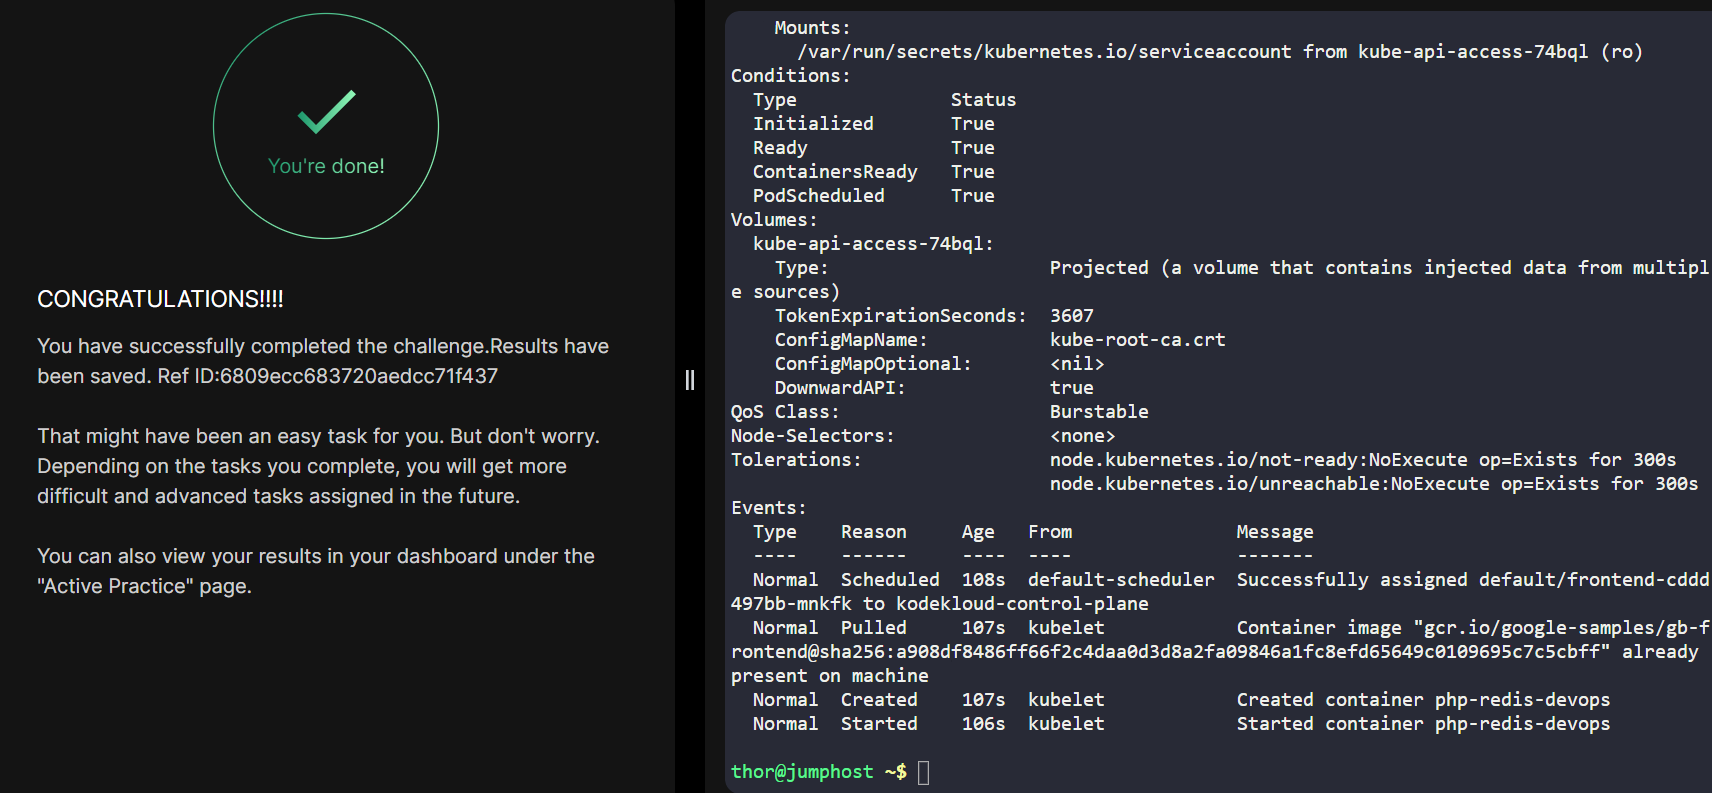 You're done!
CONGRATULATIONS!!!!
You have successfully completed the challenge.Results have
been saved. Ref ID:6809ecc683720aedcc71f437
That might have been an easy task for you. But don't worry.
Depending on the tasks you complete, you will get more
difficult and advanced tasks assigned in the future.
You can also view your results in your dashboard under the
"Active Practice" page.
    Mounts:
      /var/run/secrets/kubernetes.io/serviceaccount from kube-api-access-74bql (ro)
Conditions:
  Type              Status
  Initialized       True
  Ready             True
  ContainersReady   True
  PodScheduled      True
Volumes:
  kube-api-access-74bql:
    Type:                    Projected (a volume that contains injected data from multipl
e sources)
    TokenExpirationSeconds:  3607
    ConfigMapName:           kube-root-ca.crt
    ConfigMapOptional:       <nil>
    DownwardAPI:             true
QoS Class:                   Burstable
Node-Selectors:              <none>
Tolerations:                 node.kubernetes.io/not-ready:NoExecute op=Exists for 300s
                             node.kubernetes.io/unreachable:NoExecute op=Exists for 300s
Events:
  Type    Reason     Age   From               Message
  ----    ------     ----  ----               -------
  Normal  Scheduled  108s  default-scheduler  Successfully assigned default/frontend-cddd
497bb-mnkfk to kodekloud-control-plane
  Normal  Pulled     107s  kubelet            Container image "gcr.io/google-samples/gb-f
rontend@sha256:a908df8486ff66f2c4daa0d3d8a2fa09846a1fc8efd65649c0109695c7c5cbff" already
present on machine
  Normal  Created    107s  kubelet            Created container php-redis-devops
  Normal  Started    106s  kubelet            Started container php-redis-devops
thor@jumphost ~$